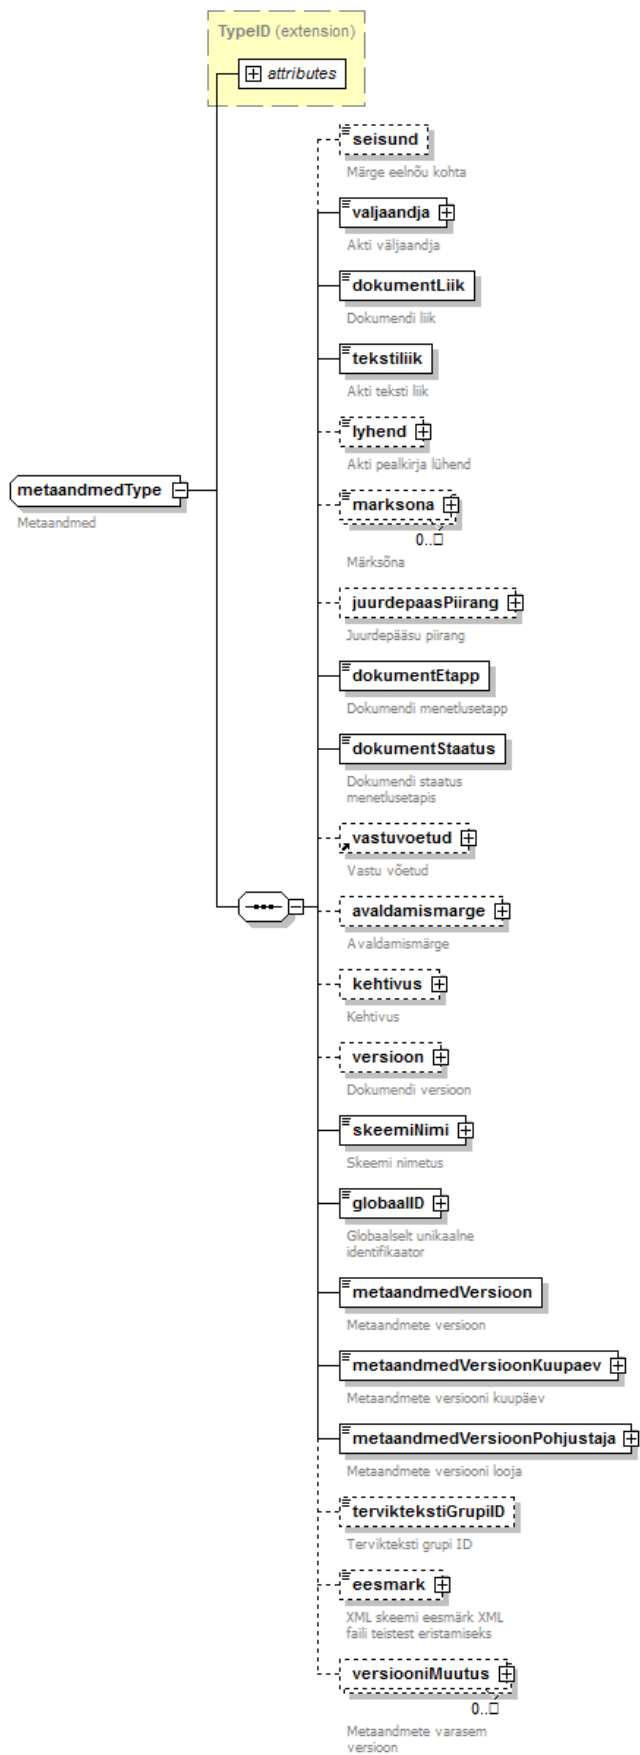 TypeID (extension)
attributes
seisund
Märge eelnõu kohta
valjaandja
Akti väljaandja
dokumentLiik
Dokumendi liik
tekstiliik
Akti teksti liik
lyhend
Akti pealkirja lühend
metaandmedType
Metaandmed
marksona
0..□
Märksõna
juurdepaasPiirang
Juurdepääsu piirang
dokumentEtapp
Dokumendi menetlusetapp
dokumentStaatus
Dokumendi staatus
menetlusetapis
vastuvoetud
Vastu võetud
avaldamismarge
Avaldamismärge
kehtivus
Kehtivus
versioon
Dokumendi versioon
skeemiNimi
Skeemi nimetus
globaalID
Globaalselt unikaalne
identifikaator
metaandmedVersioon
Metaandmete versioon
metaandmedVersioonKuupaev
Metaandmete versiooni kuupäev
metaandmedVersioonPohjustaja
Metaandmete versiooni looja
terviktekstiGrupiID
Tervikteksti grupi ID
eesmark
XML skeemi eesmärk XML
faili teistest eristamiseks
versiooniMuutus
0..□
Metaandmete varasem
versioon